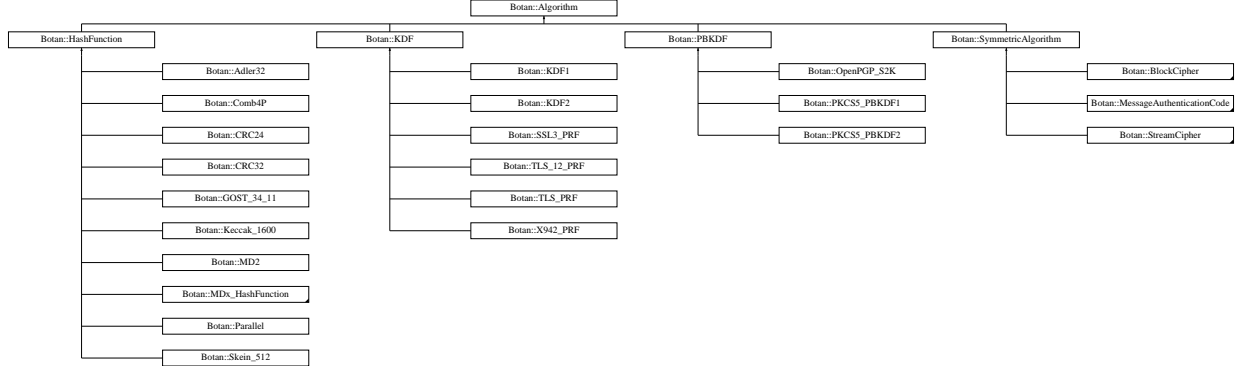 Botan::Algorithm
Botan::HashFunction
Botan::KDF
Botan::PBKDF
Botan::SymmetricAlgorithm
Botan::Adler32
Botan::KDF1
Botan::OpenPGP_S2K
Botan::BlockCipher
Botan::Comb4P
Botan::KDF2
Botan::PKCS5_PBKDF1
Botan::MessageAuthenticationCode
Botan::CRC24
Botan::SSL3_PRF
Botan::PKCS5_PBKDF2
Botan::StreamCipher
Botan::CRC32
Botan::TLS_12_PRF
Botan::GOST_34_11
Botan::TLS_PRF
Botan::Keccak_1600
Botan::X942_PRF
Botan::MD2
Botan::MDx_HashFunction
Botan::Parallel
Botan::Skein_512